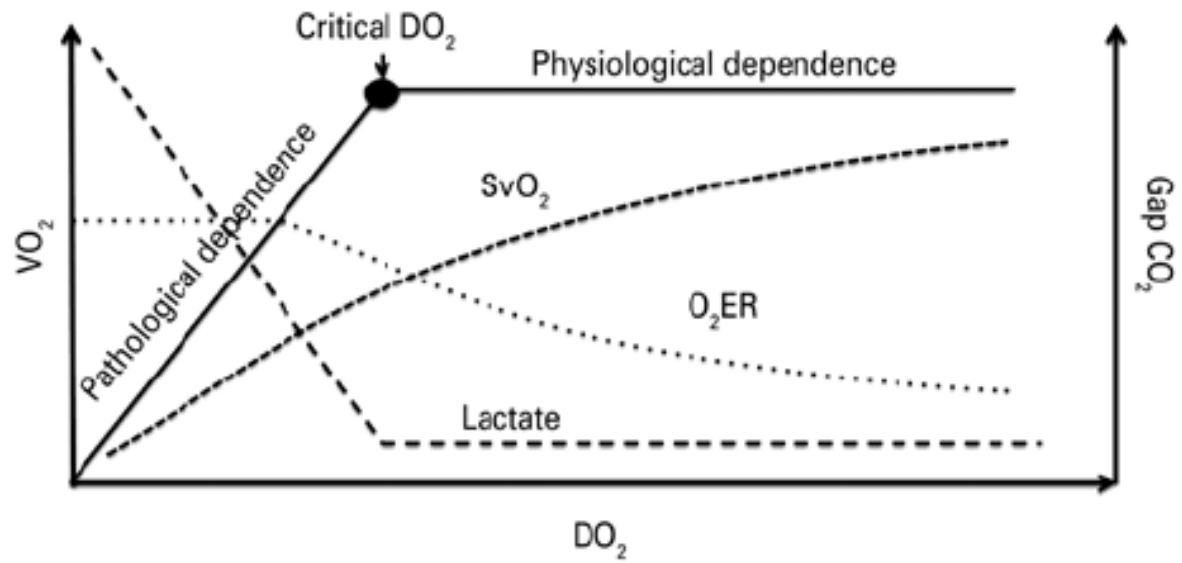 Critical DO₂
Physiological dependence
Pathological dependence
SvO₂
VO₂
Gap CO₂
O₂ER
Lactate
DO₂